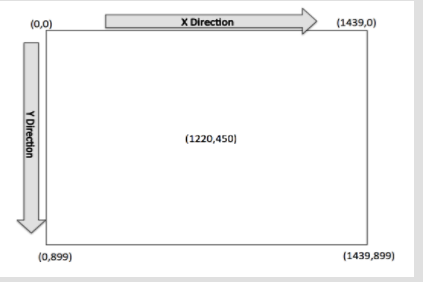 (0,0)
X Direction
(1439,0)
Y Direction
(1220,450)
(0,899)
(1439,899)